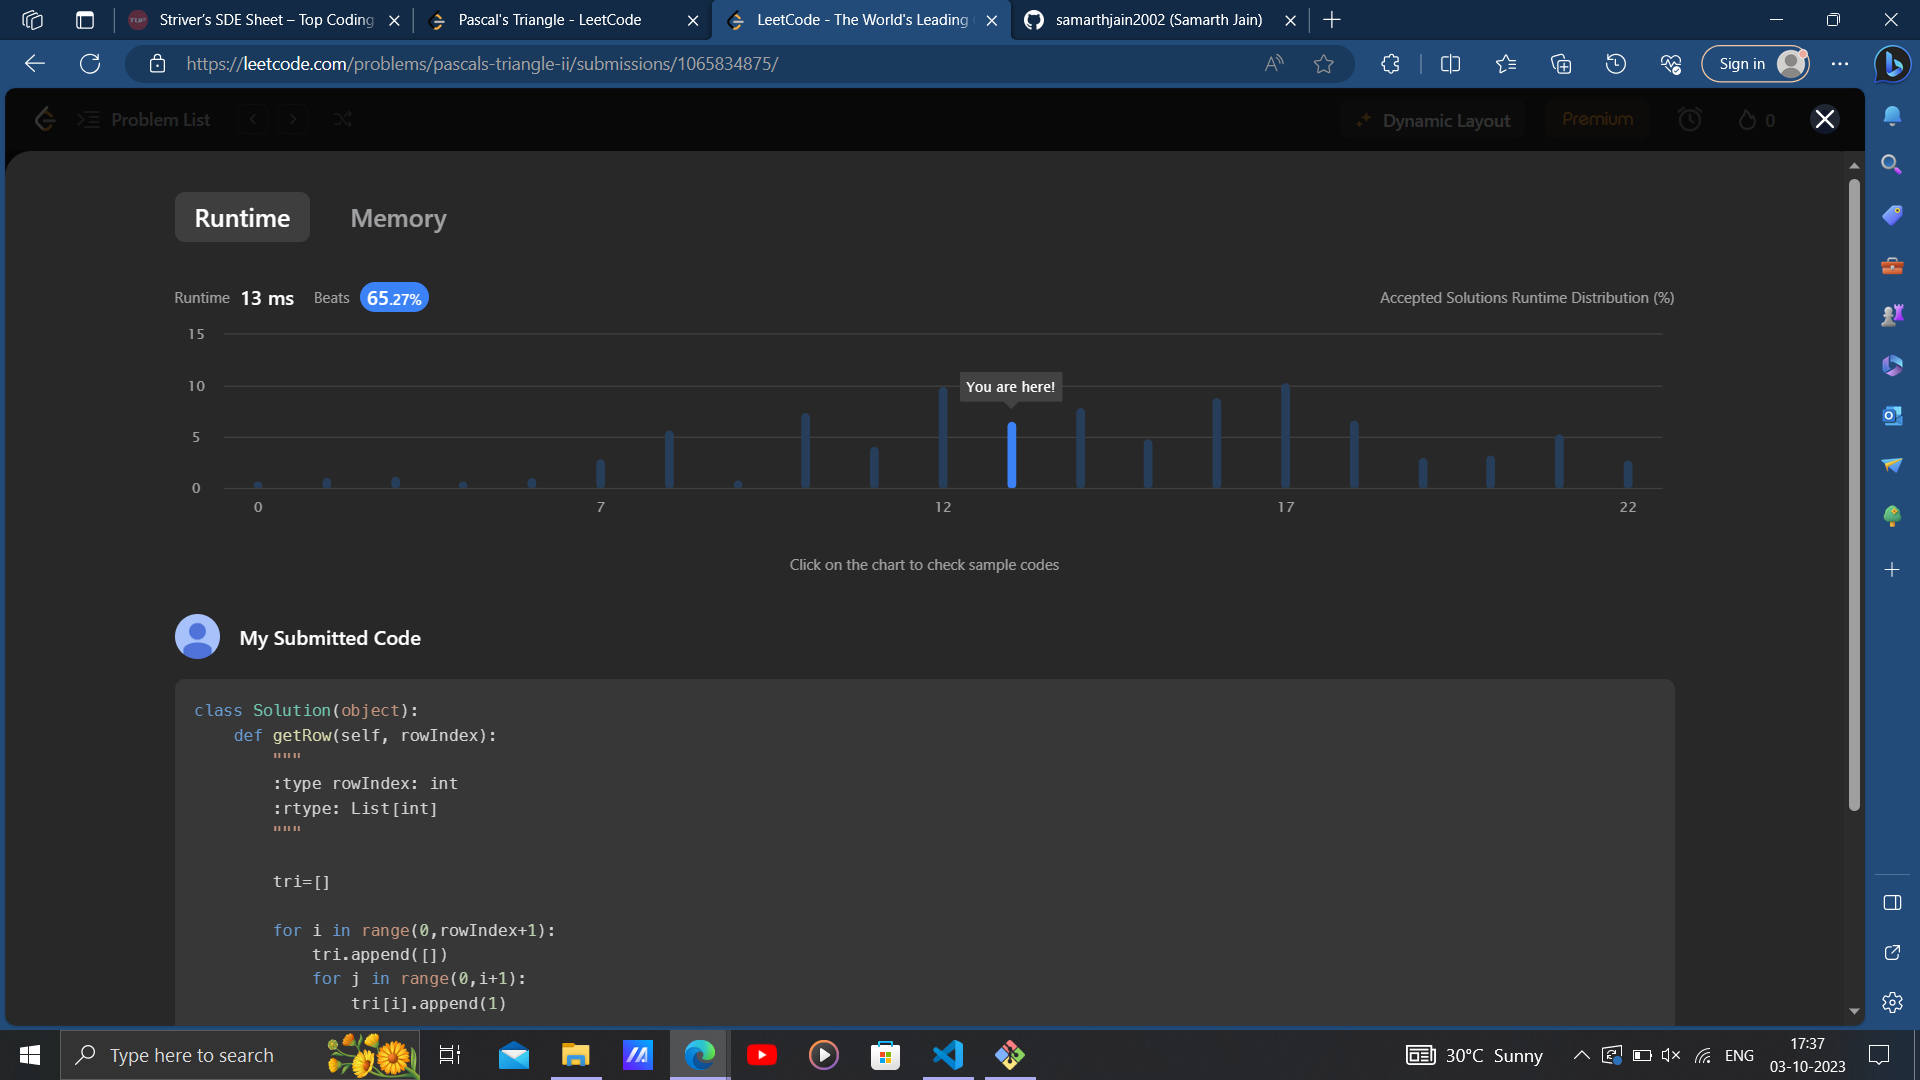 Striver's SDE Sheet – Top Coding
Pascal's Triangle - LeetCode
LeetCode - The World's Leading
samarthjain2002 (Samarth Jain)
https://leetcode.com/problems/pascals-triangle-ii/submissions/1065834875/
Sign in
Problem List
Dynamic Layout
Premium
0
Runtime
Memory
Runtime 13 ms Beats 65.27%
Accepted Solutions Runtime Distribution (%)
15
10
5
0
You are here!
0 7 12 17 22
Click on the chart to check sample codes
My Submitted Code
class Solution(object):
    def getRow(self, rowIndex):
        """
        :type rowIndex: int
        :rtype: List[int]
        """
        tri=[]
        for i in range(0,rowIndex+1):
            tri.append([])
            for j in range(0,i+1):
                tri[i].append(1)
Type here to search
30°C Sunny
ENG
17:37
03-10-2023